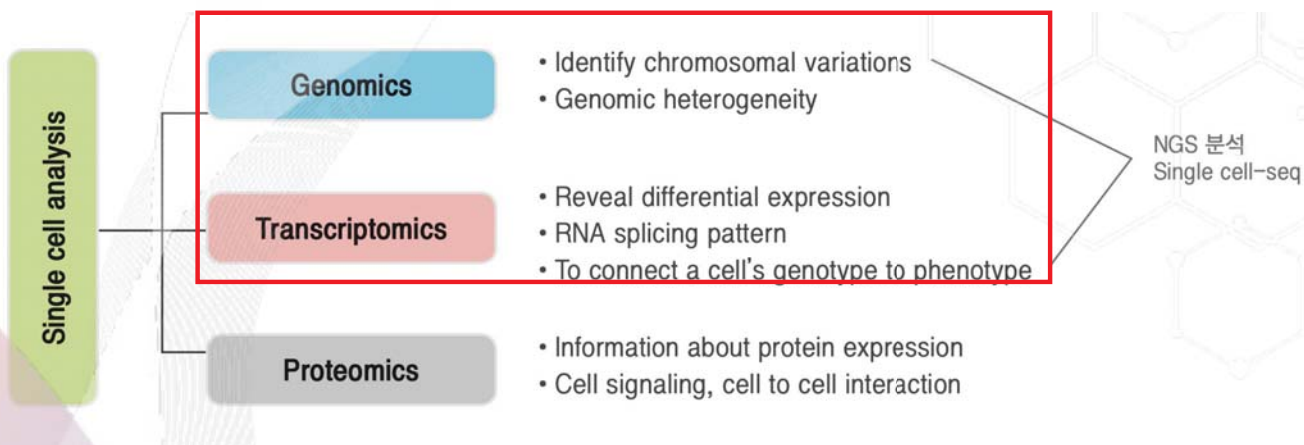 Single cell analysis
Genomics
• Identify chromosomal variations
• Genomic heterogeneity
Transcriptomics
• Reveal differential expression
• RNA splicing pattern
• To connect a cell's genotype to phenotype
NGS 분석
Single cell-seq
Proteomics
• Information about protein expression
• Cell signaling, cell to cell interaction